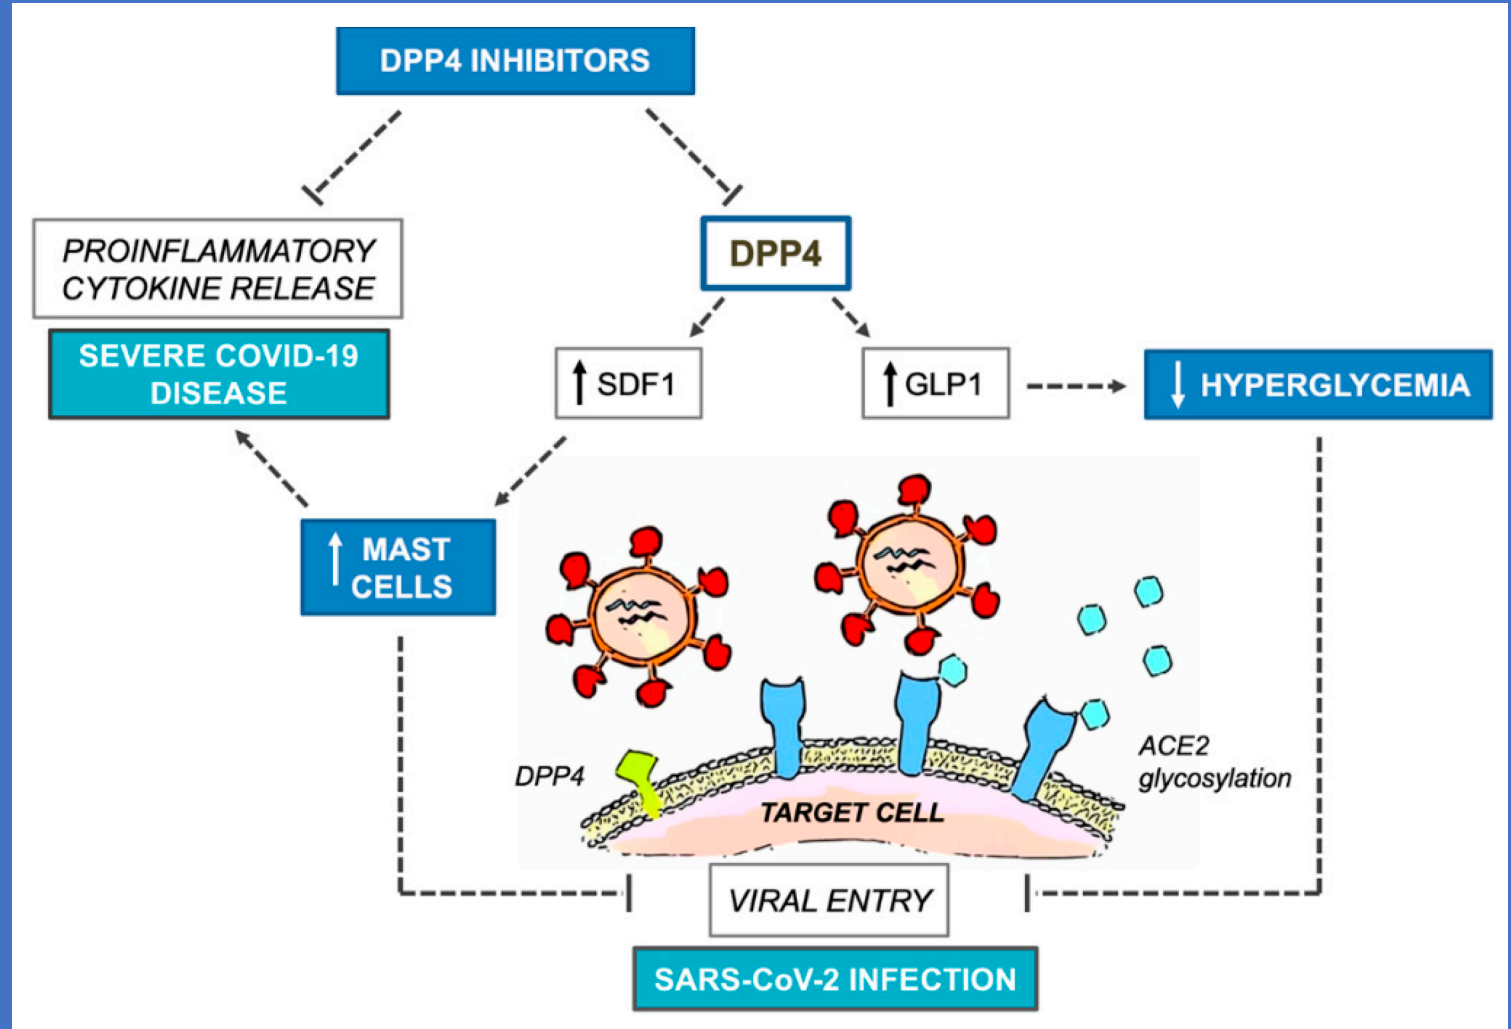 DPP4 INHIBITORS
PROINFLAMMATORY
CYTOKINE RELEASE
SEVERE COVID-19
DISEASE
DPP4
SDF1
GLP1
HYPERGLYCEMIA
MAST
CELLS
DPP4
ACE2
glycosylation
TARGET CELL
VIRAL ENTRY
SARS-CoV-2 INFECTION